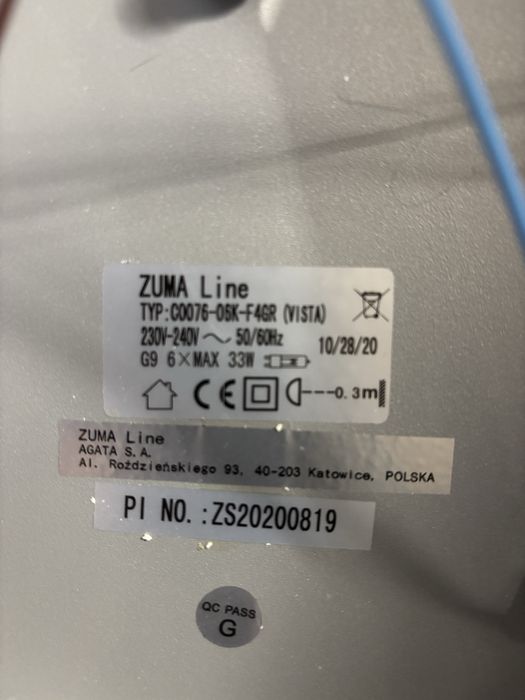 ZUMA Line
TYP:C0076-05K-F4GR (VISTA)
230V-240V ～ 50/60Hz
10/28/20
G9 6×MAX 33W
CE
0.3m
ZUMA Line
AGATA S.A.
Al. Roździeńskiego 93, 40-203 Katowice, POLSKA
PI NO.:ZS20200819
QC PASS
G